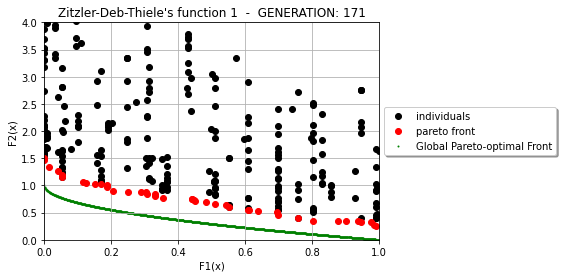 Zitzler-Deb-Thiele's function 1 - GENERATION: 171
F2(x)
4.0
3.5
3.0
2.5
2.0
1.5
1.0
0.5
0.0
0.0 0.2 0.4 0.6 0.8 1.0
F1(x)
individuals
pareto front
Global Pareto-optimal Front